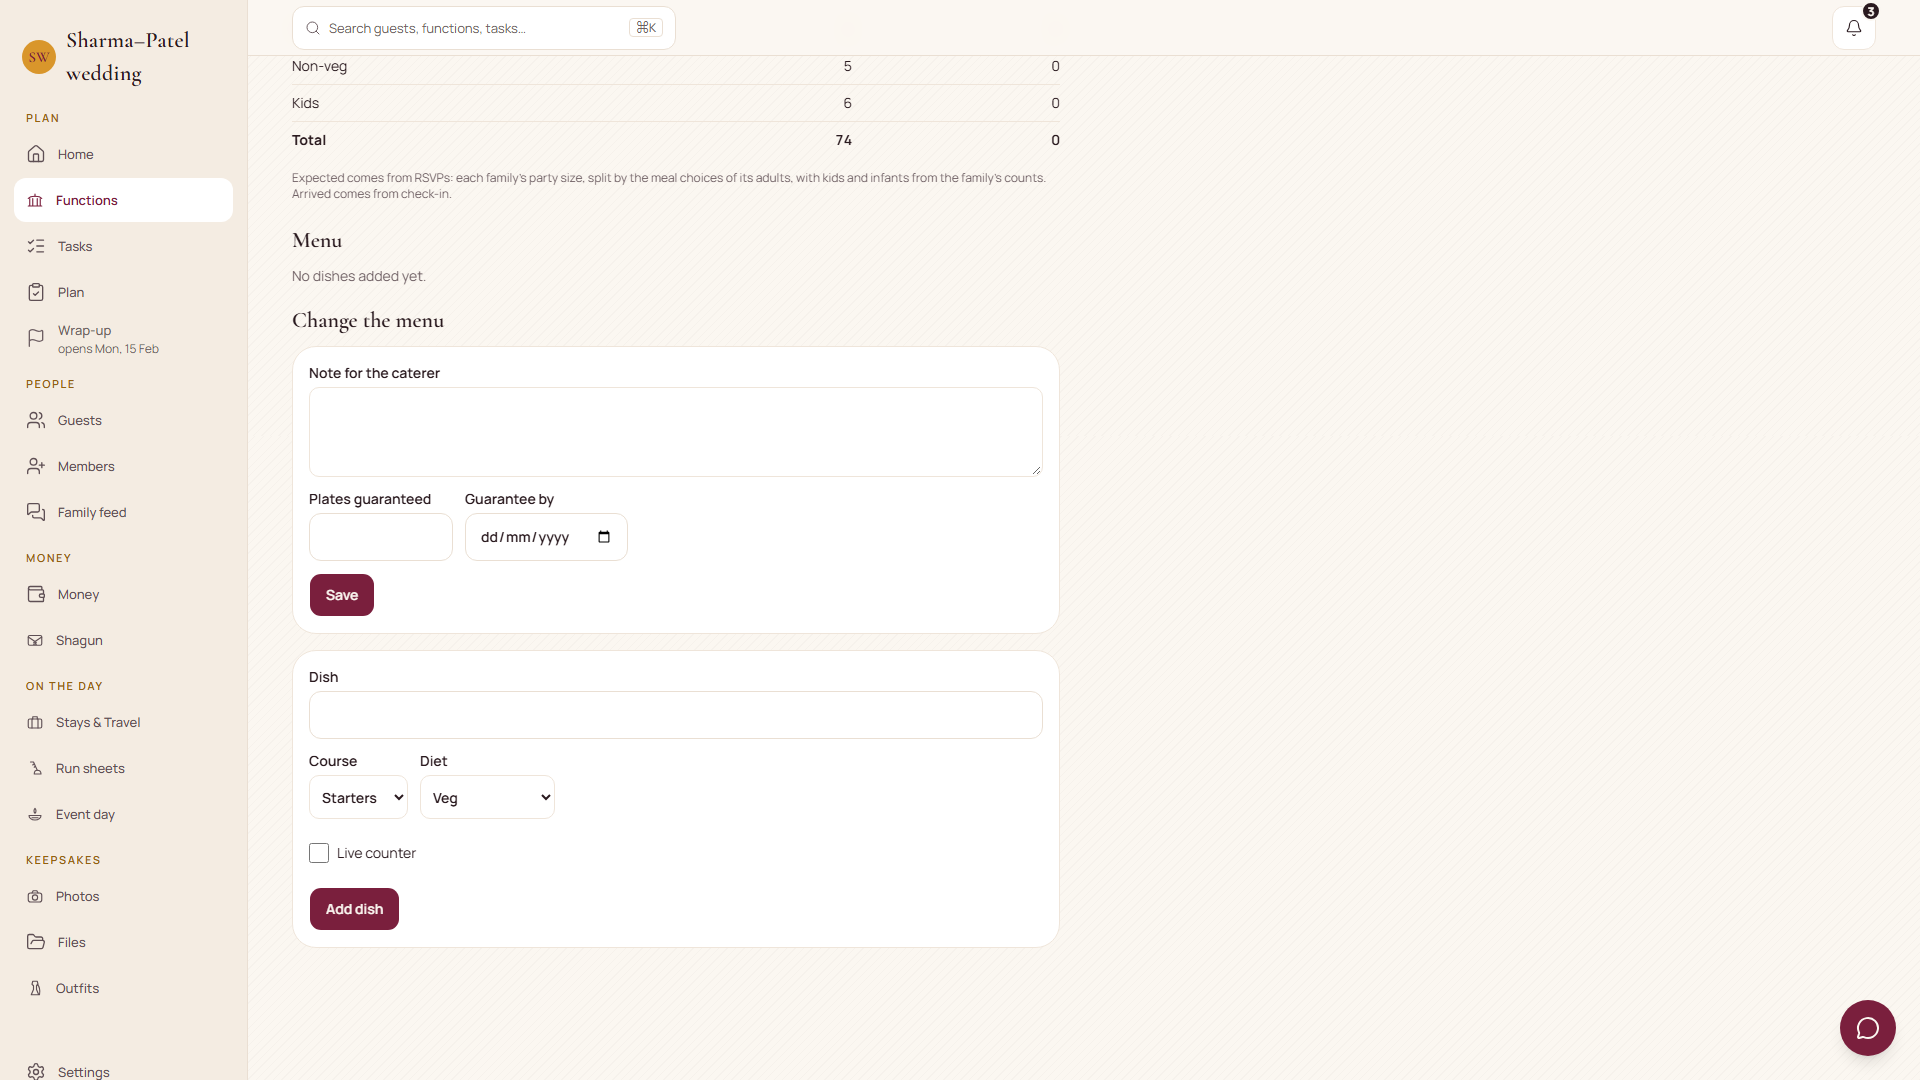 SW
Sharma–Patel
wedding
PLAN
Home
Functions
Tasks
Plan
Wrap-up
opens Mon, 15 Feb
PEOPLE
Guests
Members
Family feed
MONEY
Money
Shagun
ON THE DAY
Stays & Travel
Run sheets
Event day
KEEPSAKES
Photos
Files
Outfits
Settings
Search guests, functions, tasks... ⌘K
3
Non-veg 5 0
Kids 6 0
Total 74 0
Expected comes from RSVPs: each family's party size, split by the meal choices of its adults, with kids and infants from the family's counts.
Arrived comes from check-in.
Menu
No dishes added yet.
Change the menu
Note for the caterer
Plates guaranteed Guarantee by
dd/mm/yyyy
Save
Dish
Course Diet
Starters Veg
Live counter
Add dish